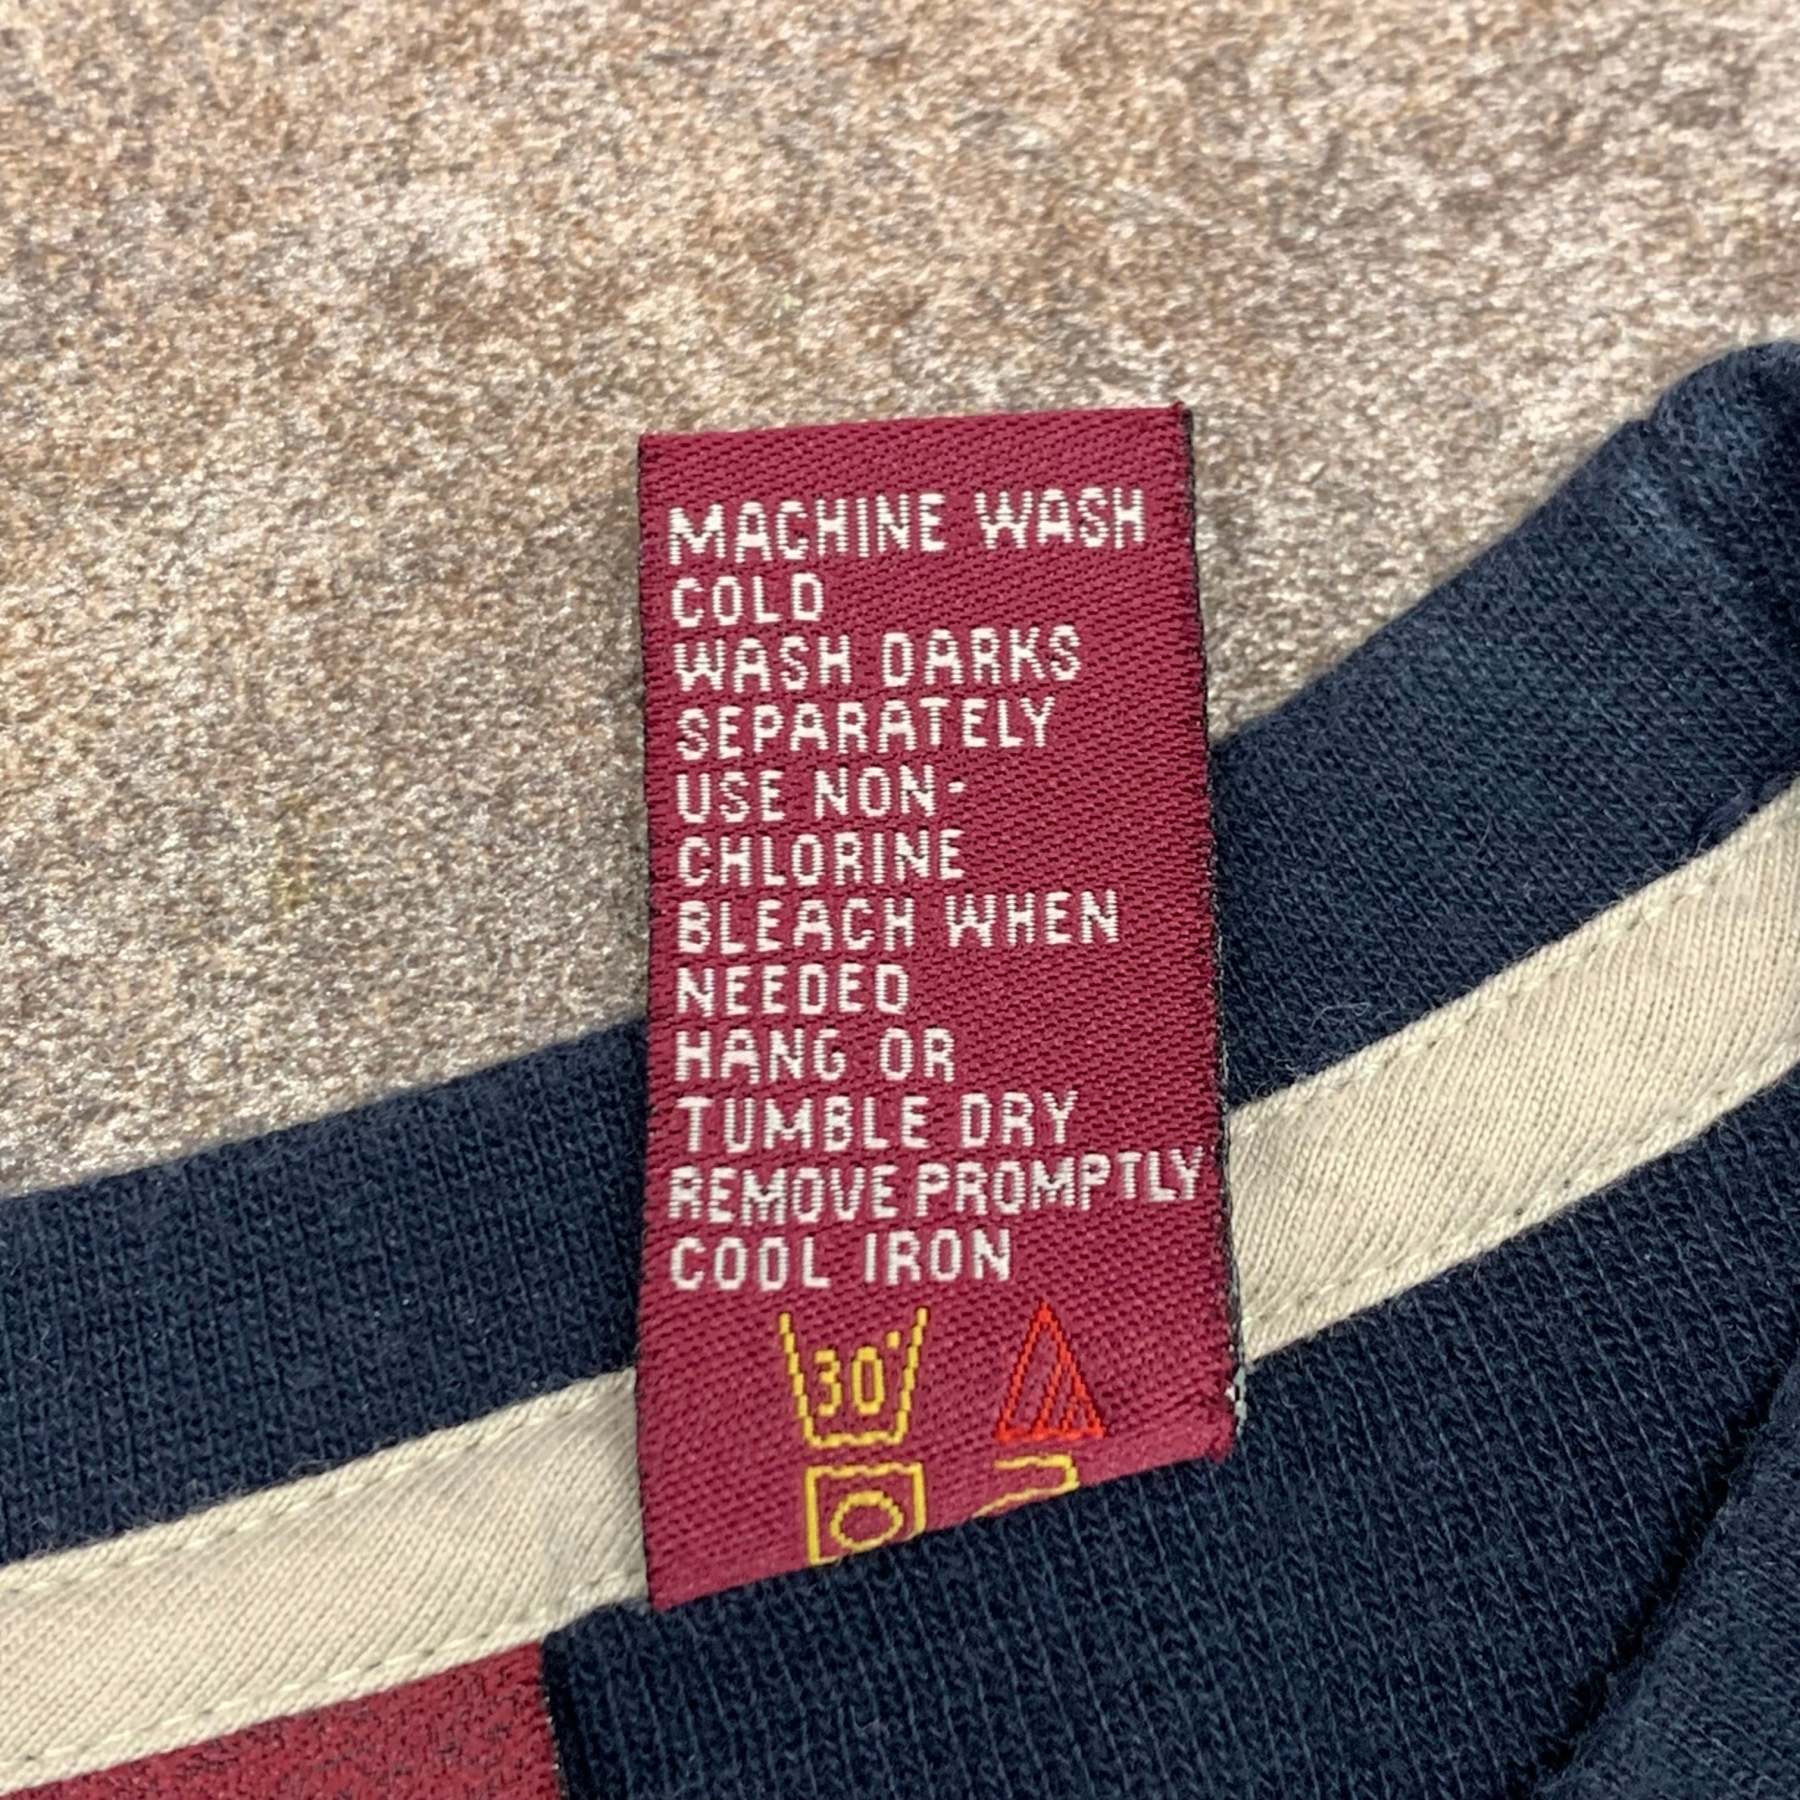 MACHINE WASH
COLD
WASH DARKS
SEPARATELY
USE NON-
CHLORINE
BLEACH WHEN
NEEDED
HANG OR
TUMBLE DRY
REMOVE PROMPTLY
COOL IRON
30°